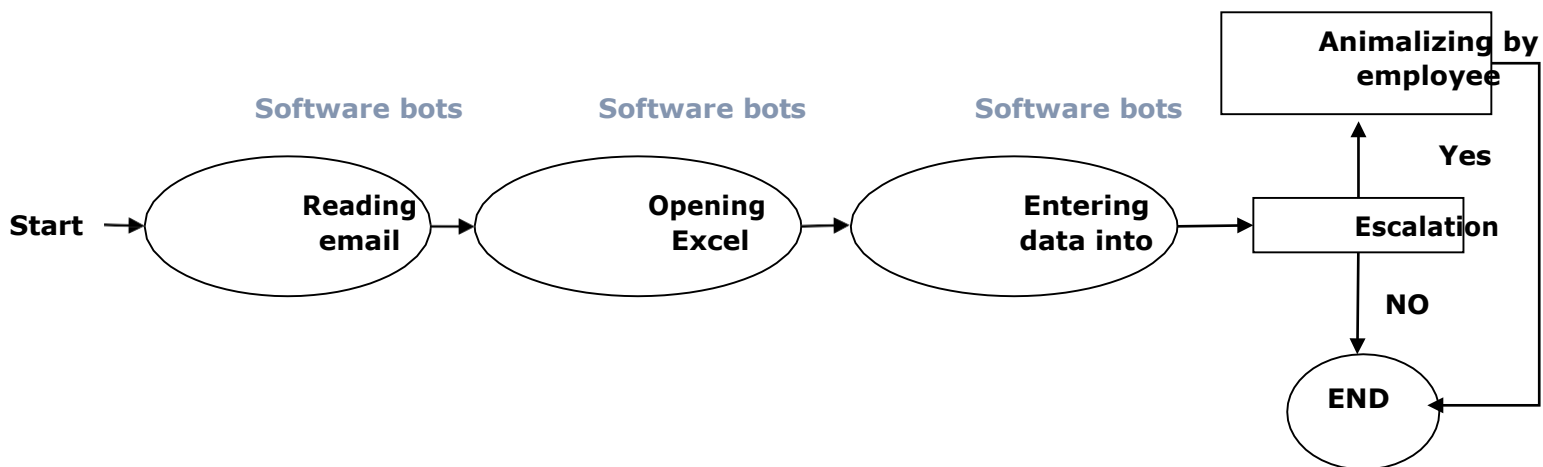 Animalizing by
employee
Software bots
Software bots
Software bots
Yes
Start
Reading
email
Opening
Excel
Entering
data into
Escalation
NO
END